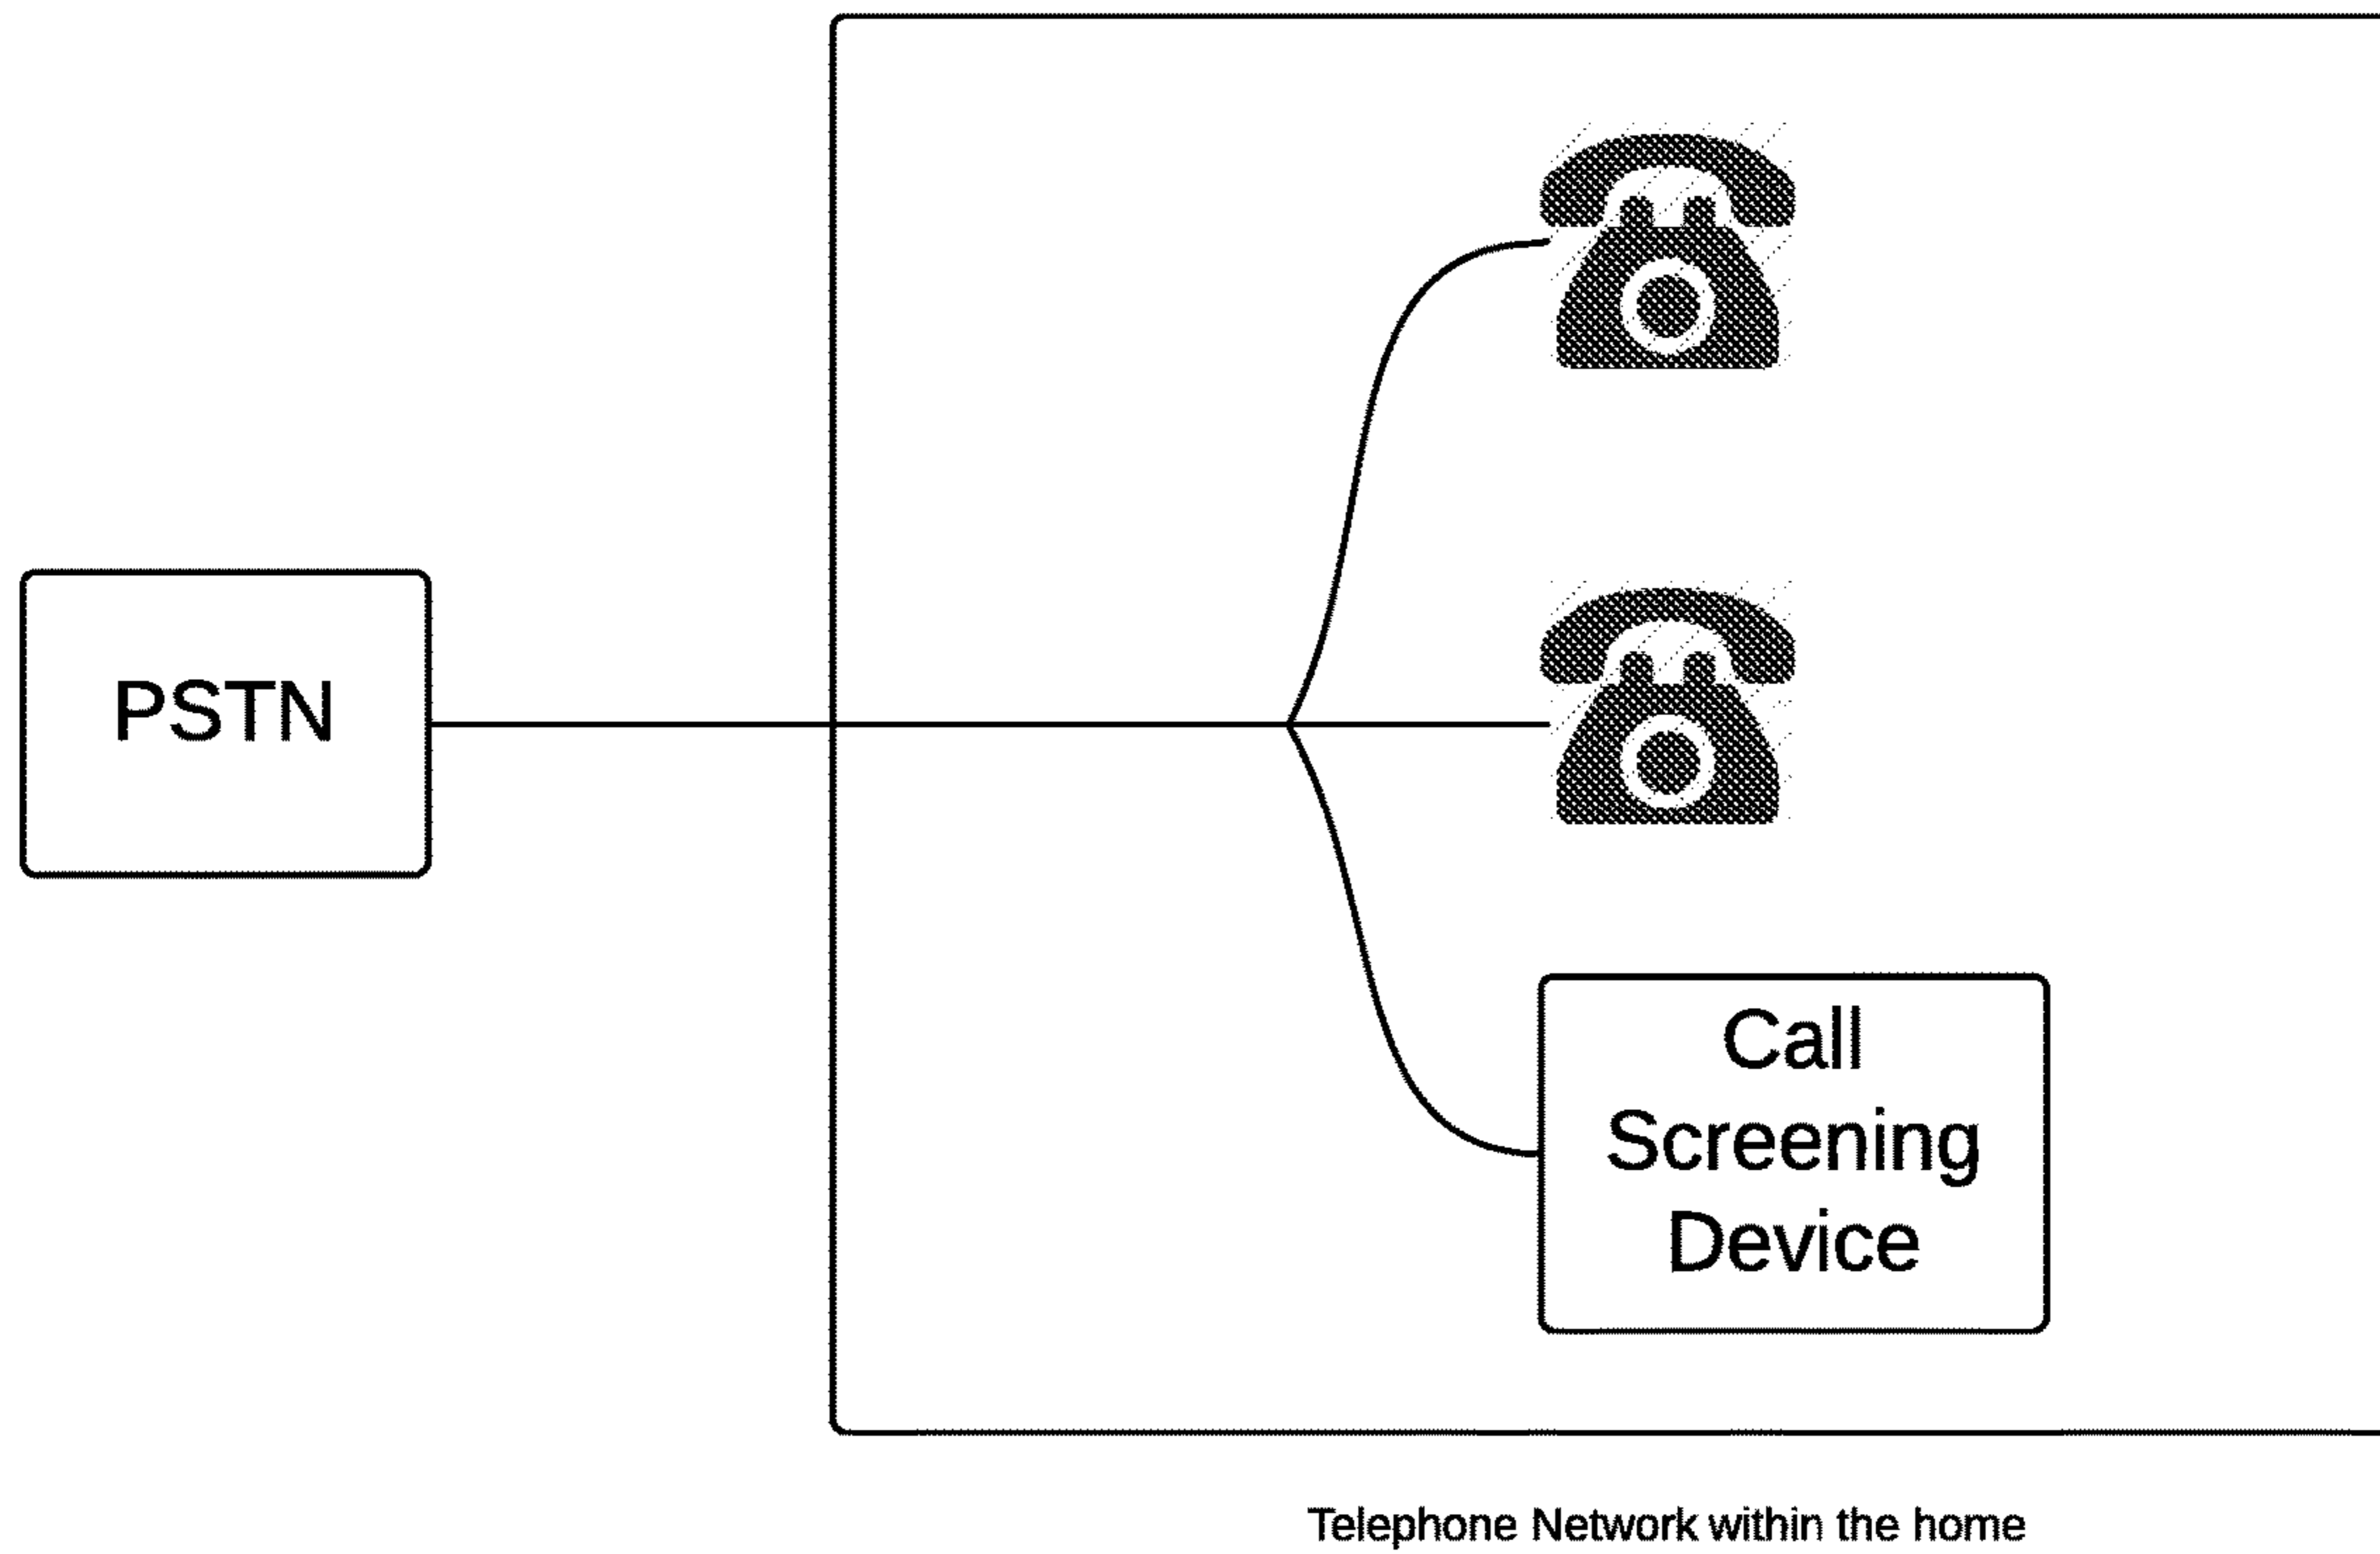 PSTN
Call
Screening
Device
Telephone Network within the home